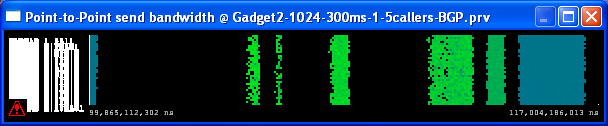 Point-to-Point send bandwidth @ Gadget2-1024-300ms-1-5callers-BGP.prv
99,865,112,302 ns 117,004,186,013 ns